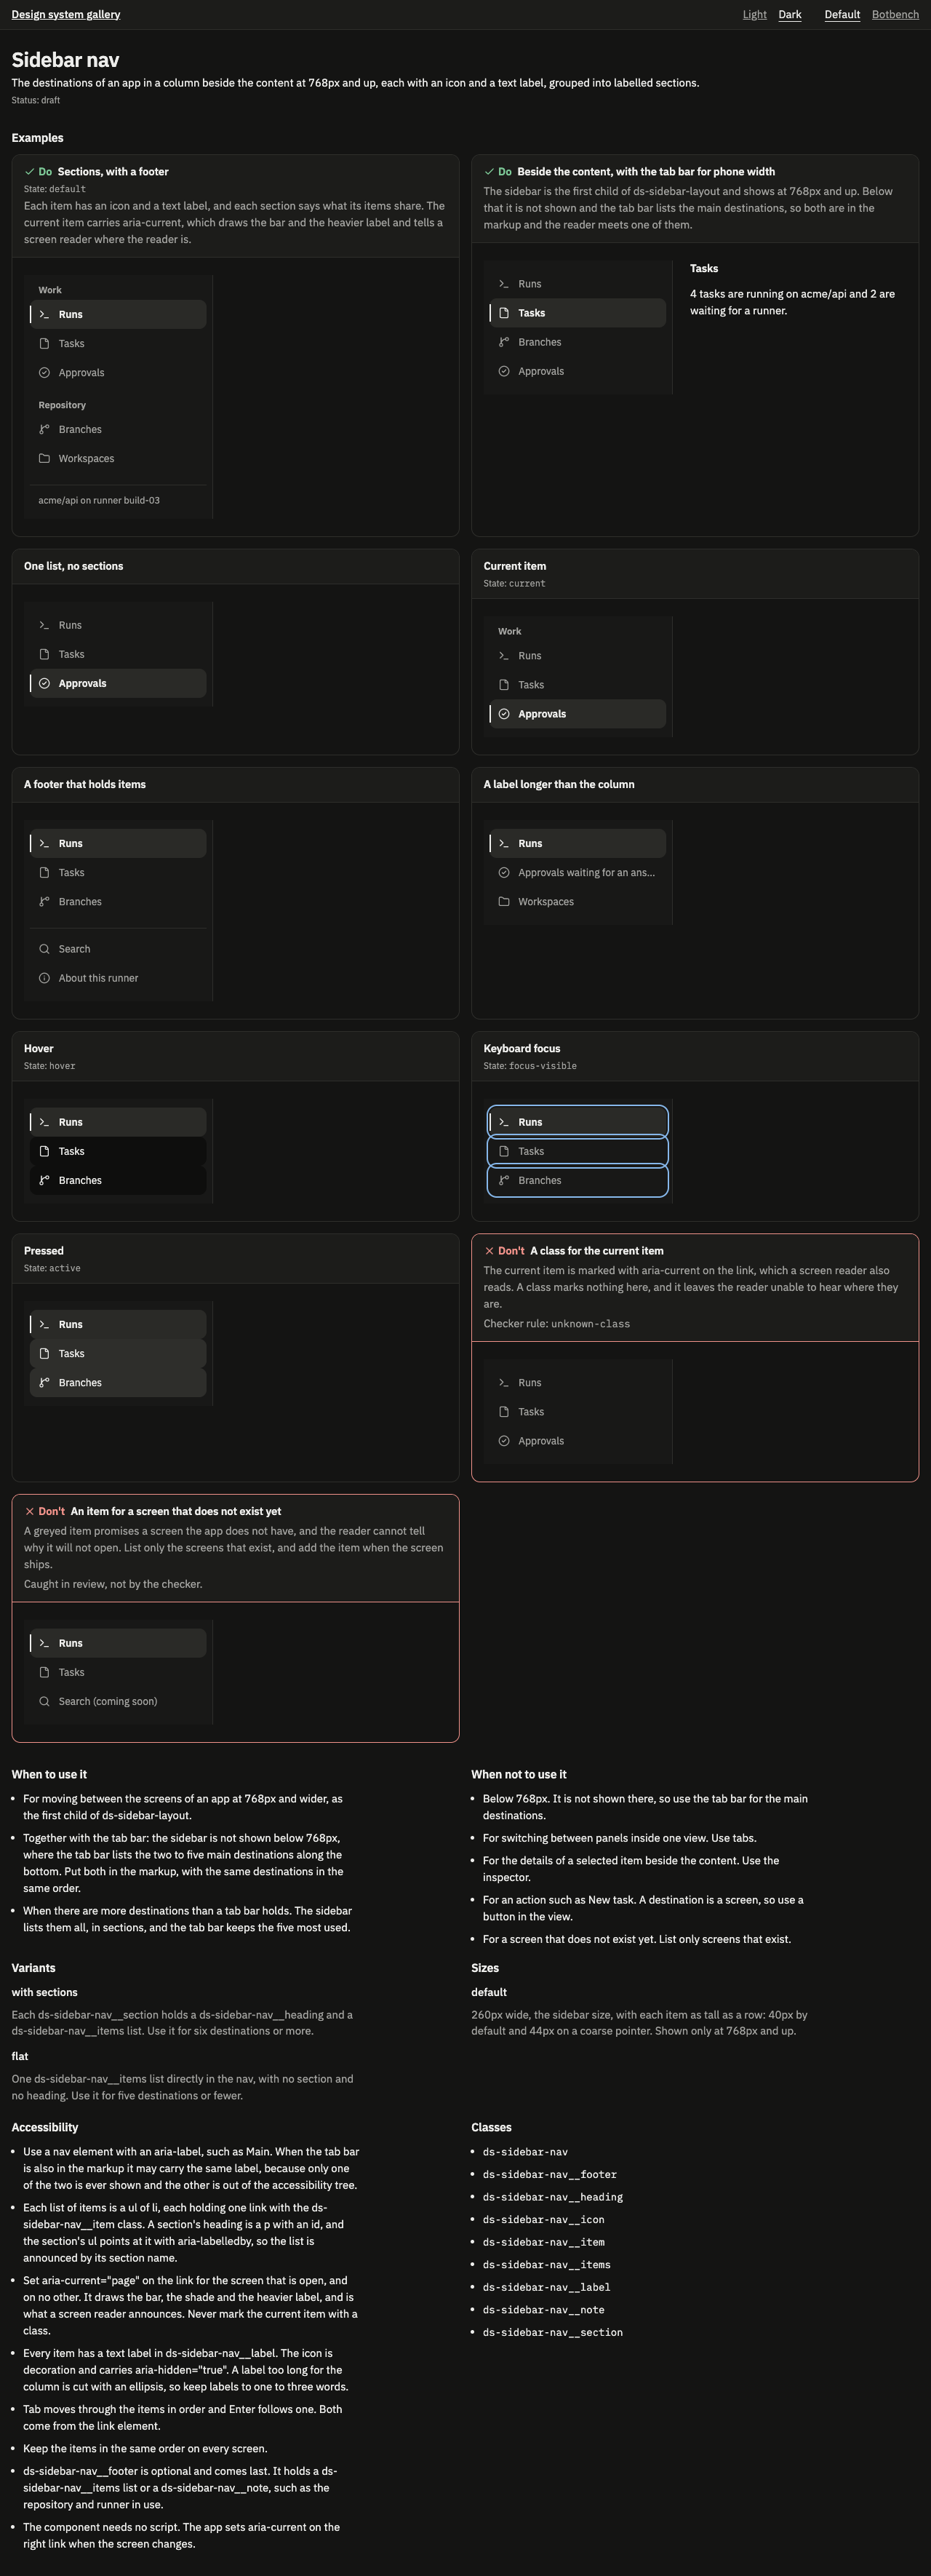 Design system gallery
Light Dark Default Botbench
Sidebar nav
The destinations of an app in a column beside the content at 768px and up, each with an icon and a text label, grouped into labelled sections.
Status: draft
Examples
Do Sections, with a footer
State: default
Each item has an icon and a text label, and each section says what its items share. The
current item carries aria-current, which draws the bar and the heavier label and tells a
screen reader where the reader is.
Work
Runs
Tasks
Approvals
Repository
Branches
Workspaces
acme/api on runner build-03
Do Beside the content, with the tab bar for phone width
The sidebar is the first child of ds-sidebar-layout and shows at 768px and up. Below
that it is not shown and the tab bar lists the main destinations, so both are in the
markup and the reader meets one of them.
Runs
Tasks
Branches
Approvals
Tasks
4 tasks are running on acme/api and 2 are
waiting for a runner.
One list, no sections
Runs
Tasks
Approvals
Current item
State: current
Work
Runs
Tasks
Approvals
A footer that holds items
Runs
Tasks
Branches
Search
About this runner
A label longer than the column
Runs
Approvals waiting for an ans...
Workspaces
Hover
State: hover
Runs
Tasks
Branches
Keyboard focus
State: focus-visible
Runs
Tasks
Branches
Pressed
State: active
Runs
Tasks
Branches
Don't A class for the current item
The current item is marked with aria-current on the link, which a screen reader also
reads. A class marks nothing here, and it leaves the reader unable to hear where they
are.
Checker rule: unknown-class
Runs
Tasks
Approvals
Don't An item for a screen that does not exist yet
A greyed item promises a screen the app does not have, and the reader cannot tell
why it will not open. List only the screens that exist, and add the item when the screen
ships.
Caught in review, not by the checker.
Runs
Tasks
Search (coming soon)
When to use it
For moving between the screens of an app at 768px and wider, as
the first child of ds-sidebar-layout.
Together with the tab bar: the sidebar is not shown below 768px,
where the tab bar lists the two to five main destinations along the
bottom. Put both in the markup, with the same destinations in the
same order.
When there are more destinations than a tab bar holds. The sidebar
lists them all, in sections, and the tab bar keeps the five most used.
When not to use it
Below 768px. It is not shown there, so use the tab bar for the main
destinations.
For switching between panels inside one view. Use tabs.
For the details of a selected item beside the content. Use the
inspector.
For an action such as New task. A destination is a screen, so use a
button in the view.
For a screen that does not exist yet. List only screens that exist.
Variants
with sections
Each ds-sidebar-nav__section holds a ds-sidebar-nav__heading and a
ds-sidebar-nav__items list. Use it for six destinations or more.
flat
One ds-sidebar-nav__items list directly in the nav, with no section and
no heading. Use it for five destinations or fewer.
Sizes
default
260px wide, the sidebar size, with each item as tall as a row: 40px by
default and 44px on a coarse pointer. Shown only at 768px and up.
Accessibility
Use a nav element with an aria-label, such as Main. When the tab bar
is also in the markup it may carry the same label, because only one
of the two is ever shown and the other is out of the accessibility tree.
Each list of items is a ul of li, each holding one link with the ds-
sidebar-nav__item class. A section's heading is a p with an id, and
the section's ul points at it with aria-labelledby, so the list is
announced by its section name.
Set aria-current="page" on the link for the screen that is open, and
on no other. It draws the bar, the shade and the heavier label, and is
what a screen reader announces. Never mark the current item with a
class.
Every item has a text label in ds-sidebar-nav__label. The icon is
decoration and carries aria-hidden="true". A label too long for the
column is cut with an ellipsis, so keep labels to one to three words.
Tab moves through the items in order and Enter follows one. Both
come from the link element.
Keep the items in the same order on every screen.
ds-sidebar-nav__footer is optional and comes last. It holds a ds-
sidebar-nav__items list or a ds-sidebar-nav__note, such as the
repository and runner in use.
The component needs no script. The app sets aria-current on the
right link when the screen changes.
Classes
ds-sidebar-nav
ds-sidebar-nav__footer
ds-sidebar-nav__heading
ds-sidebar-nav__icon
ds-sidebar-nav__item
ds-sidebar-nav__items
ds-sidebar-nav__label
ds-sidebar-nav__note
ds-sidebar-nav__section